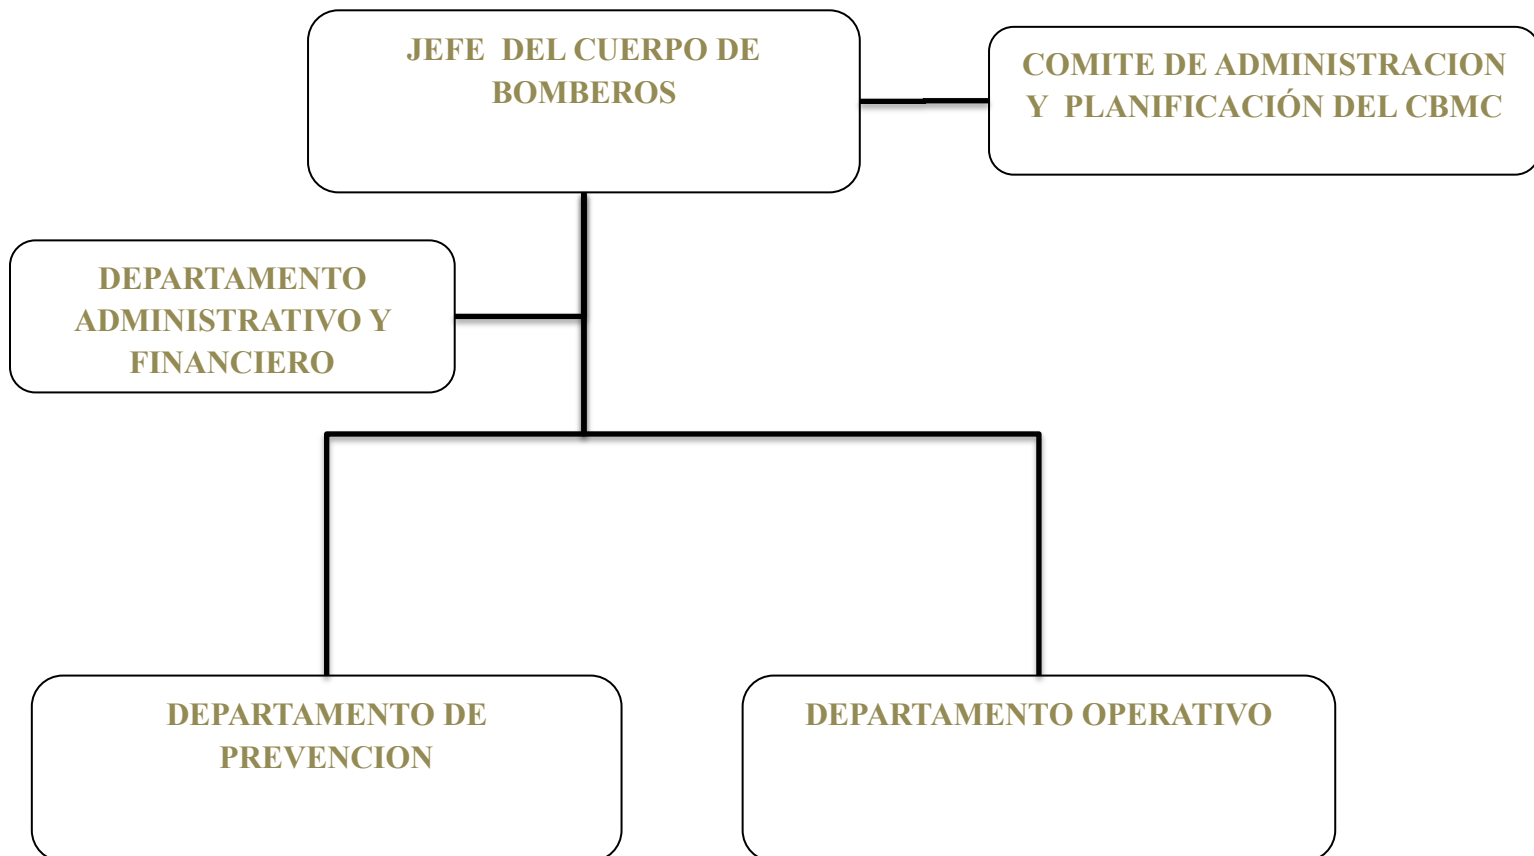 JEFE DEL CUERPO DE
BOMBEROS
COMITE DE ADMINISTRACION
Y PLANIFICACIÓN DEL CBMC
DEPARTAMENTO
ADMINISTRATIVO Y
FINANCIERO
DEPARTAMENTO DE
PREVENCION
DEPARTAMENTO OPERATIVO